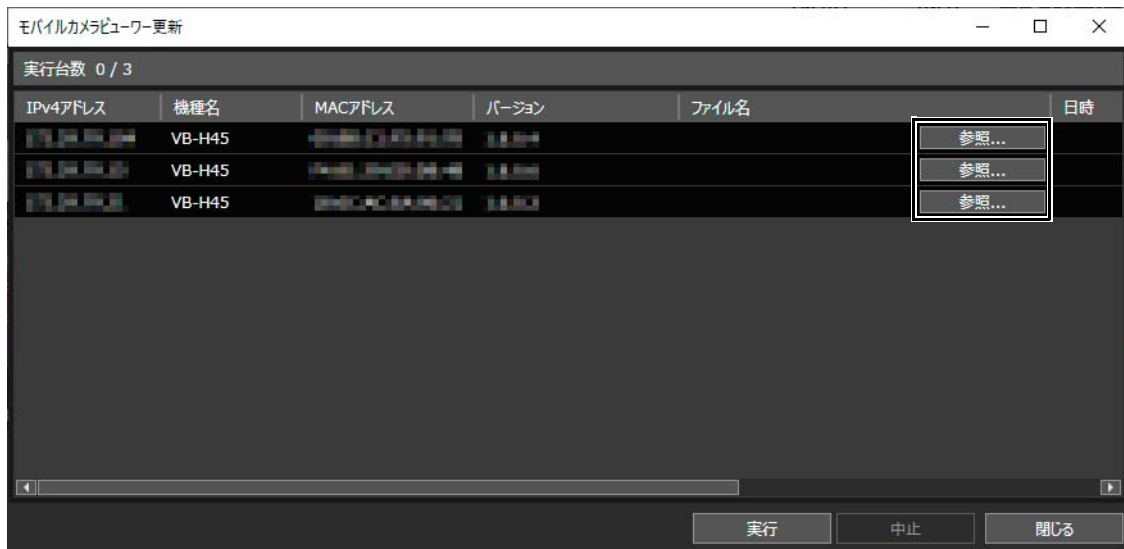 モバイルカメラビューワー更新
実行台数 0 / 3
IPv4アドレス 機種名 MACアドレス バージョン ファイル名 日時
VB-H45 参照...
VB-H45 参照...
VB-H45 参照...
実行 中止 閉じる